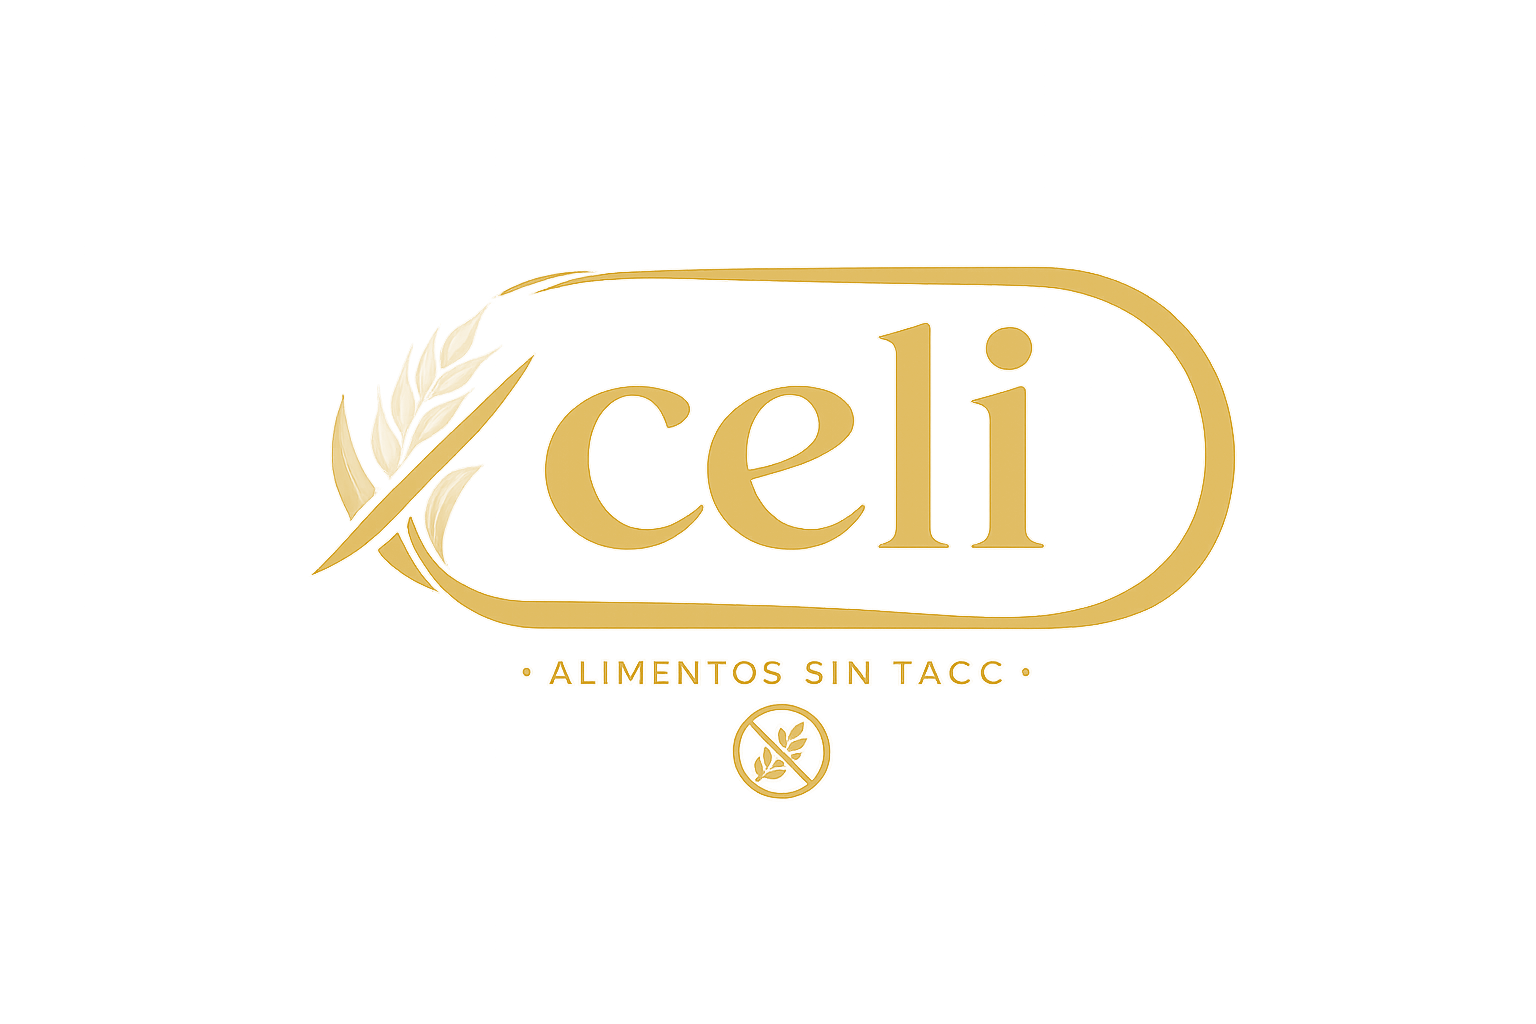 celi
• ALIMENTOS SIN TACC •